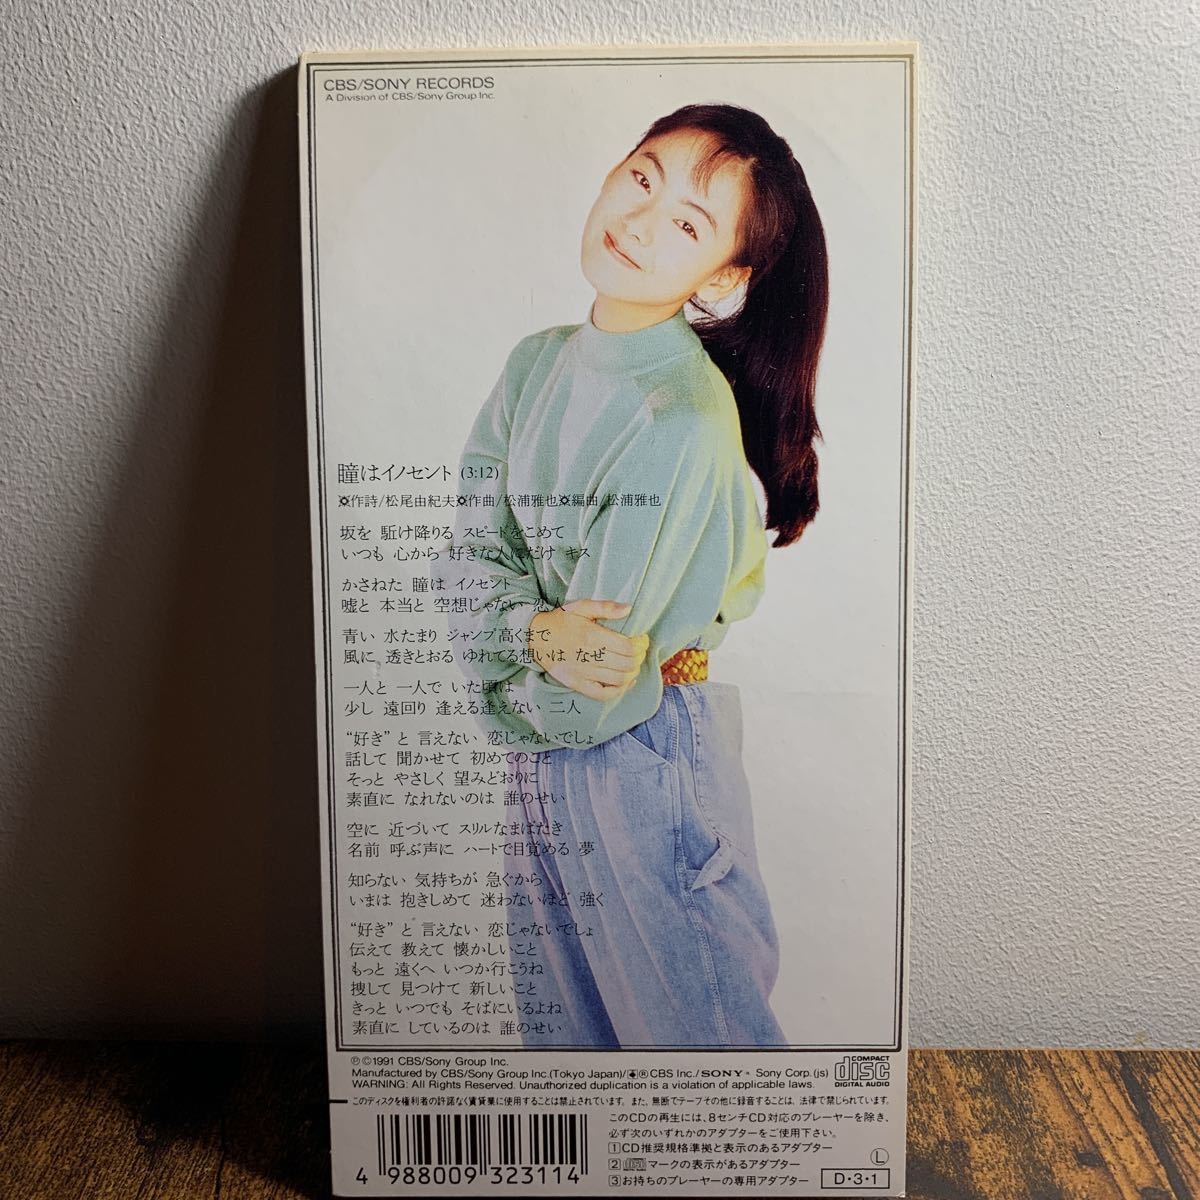 CBS/SONY RECORDS
A Division of CBS/Sony Group Inc.
瞳はイノセント (3:12)
作詩/松尾由紀夫 作曲/松浦雅也 編曲/松浦雅也
坂を 駈け降りる スピードをこめて
いつも 心から 好きな人にだけ キス
かさねた 瞳は イノセント
嘘と 本当と 空想じゃない 恋人
青い 水たまり ジャンプ高くまで
風に 透きとおる ゆれてる想いは なぜ
一人と 一人で いた頃は
少し 遠回り 逢える逢えない 二人
“好き”と 言えない 恋じゃないでしょ
話して 聞かせて 初めてのこと
そっと やさしく 望みどおりに
素直に なれないのは 誰のせい
空に 近づいて スリルなまばたき
名前 呼ぶ声に ハートで目覚める 夢
知らない 気持ちが 急ぐから
いまは 抱きしめて 迷わないほど 強く
“好き”と 言えない 恋じゃないでしょ
伝えて 教えて 懐かしいこと
もっと 遠くへ いつか行こうね
捜して 見つけて 新しいこと
きっと いつでも そばにいるよね
素直に しているのは 誰のせい
Ⓟ©1991 CBS/Sony Group Inc.
Manufactured by CBS/Sony Group Inc.(Tokyo Japan)/®CBS Inc./SONY® Sony Corp.(js)
WARNING: All Rights Reserved. Unauthorized duplication is a violation of applicable laws.
COMPACT
disc
DIGITAL AUDIO
このディスクを権利者の許諾なく賃貸業に使用することは禁止されています。また、無断でテープその他に録音することは、法律で禁じられています。
このCDの再生には、8センチCD対応のプレーヤーを除き、
必ず次のいずれかのアダプターをご使用下さい。
1 CD推奨規格準拠と表示のあるアダプター
2 マークの表示があるアダプター
3 お持ちのプレーヤーの専用アダプター
Ⓛ
D・3・1
4 988009 323114